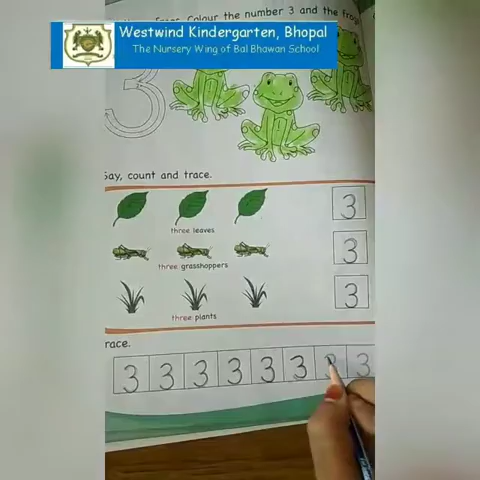 Westwind Kindergarten, Bhopal
The Nursery Wing of Bal Bhawan School
Colour the number 3 and the
3
Say, count and trace.
three leaves
3
three grasshoppers
3
three plants
3
race.
3 3 3 3 3 3 3 3